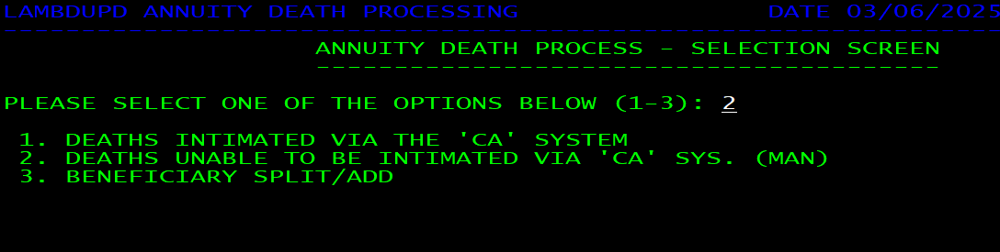 LAMBDUPD ANNUITY DEATH PROCESSING DATE 03/06/2025
--------------------------------------------------------------------------------
ANNUITY DEATH PROCESS - SELECTION SCREEN
----------------------------------------
PLEASE SELECT ONE OF THE OPTIONS BELOW (1-3): 2
1. DEATHS INTIMATED VIA THE 'CA' SYSTEM
2. DEATHS UNABLE TO BE INTIMATED VIA 'CA' SYS. (MAN)
3. BENEFICIARY SPLIT/ADD